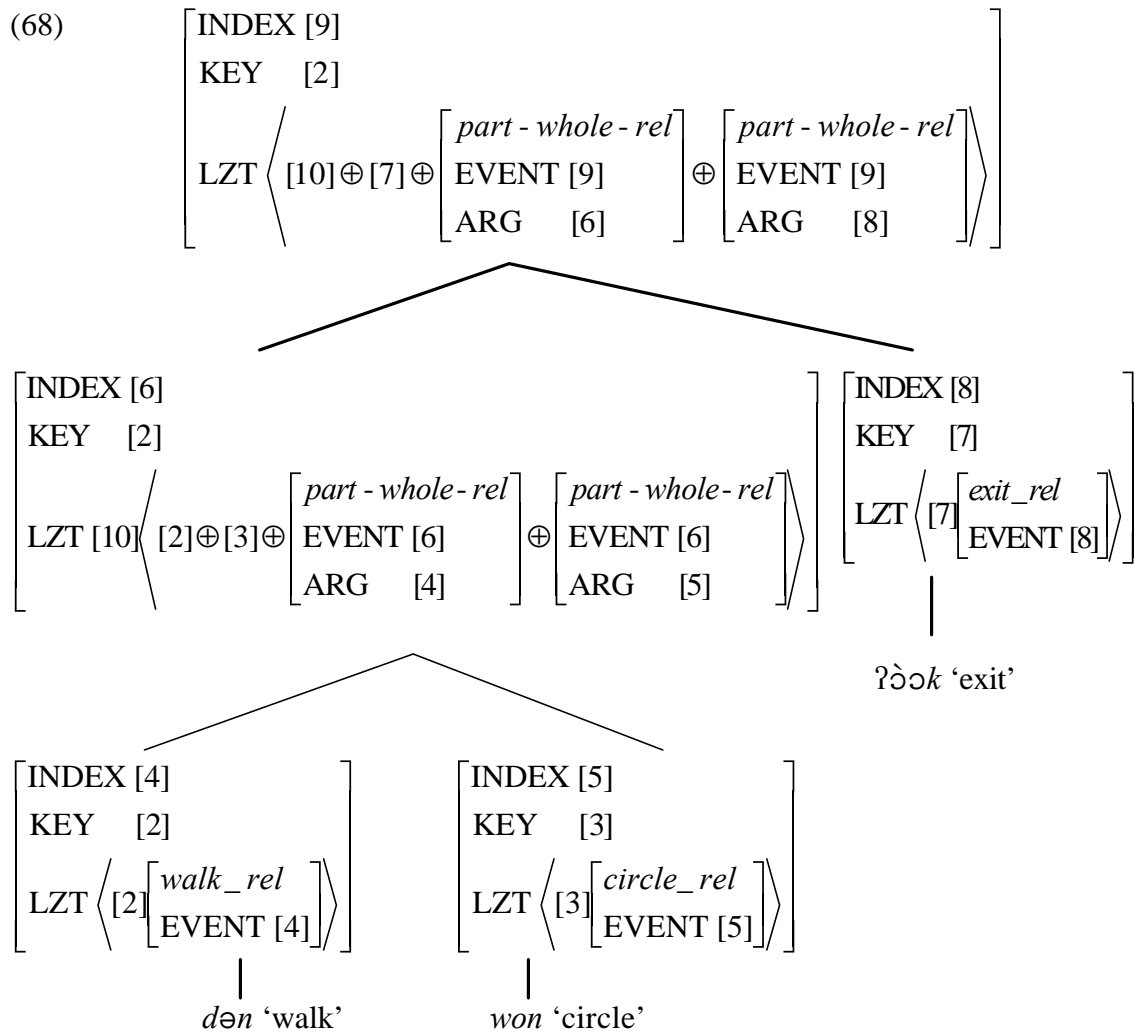 (68)
INDEX [9]
KEY [2]
part - whole - rel part - whole - rel
LZT ⟨ [10] ⊕ [7] ⊕ EVENT [9] ⊕ EVENT [9] ⟩
ARG [6] ARG [8]
INDEX [6] INDEX [8]
KEY [2] KEY [7]
part - whole - rel part - whole - rel exit_rel
LZT [10] ⟨ [2] ⊕ [3] ⊕ EVENT [6] ⊕ EVENT [6] ⟩ LZT ⟨ [7] EVENT [8] ⟩
ARG [4] ARG [5]
ʔɔ̀ɔk ‘exit’
INDEX [4] INDEX [5]
KEY [2] KEY [3]
walk_rel circle_rel
LZT ⟨ [2] EVENT [4] ⟩ LZT ⟨ [3] EVENT [5] ⟩
dən ‘walk’ won ‘circle’